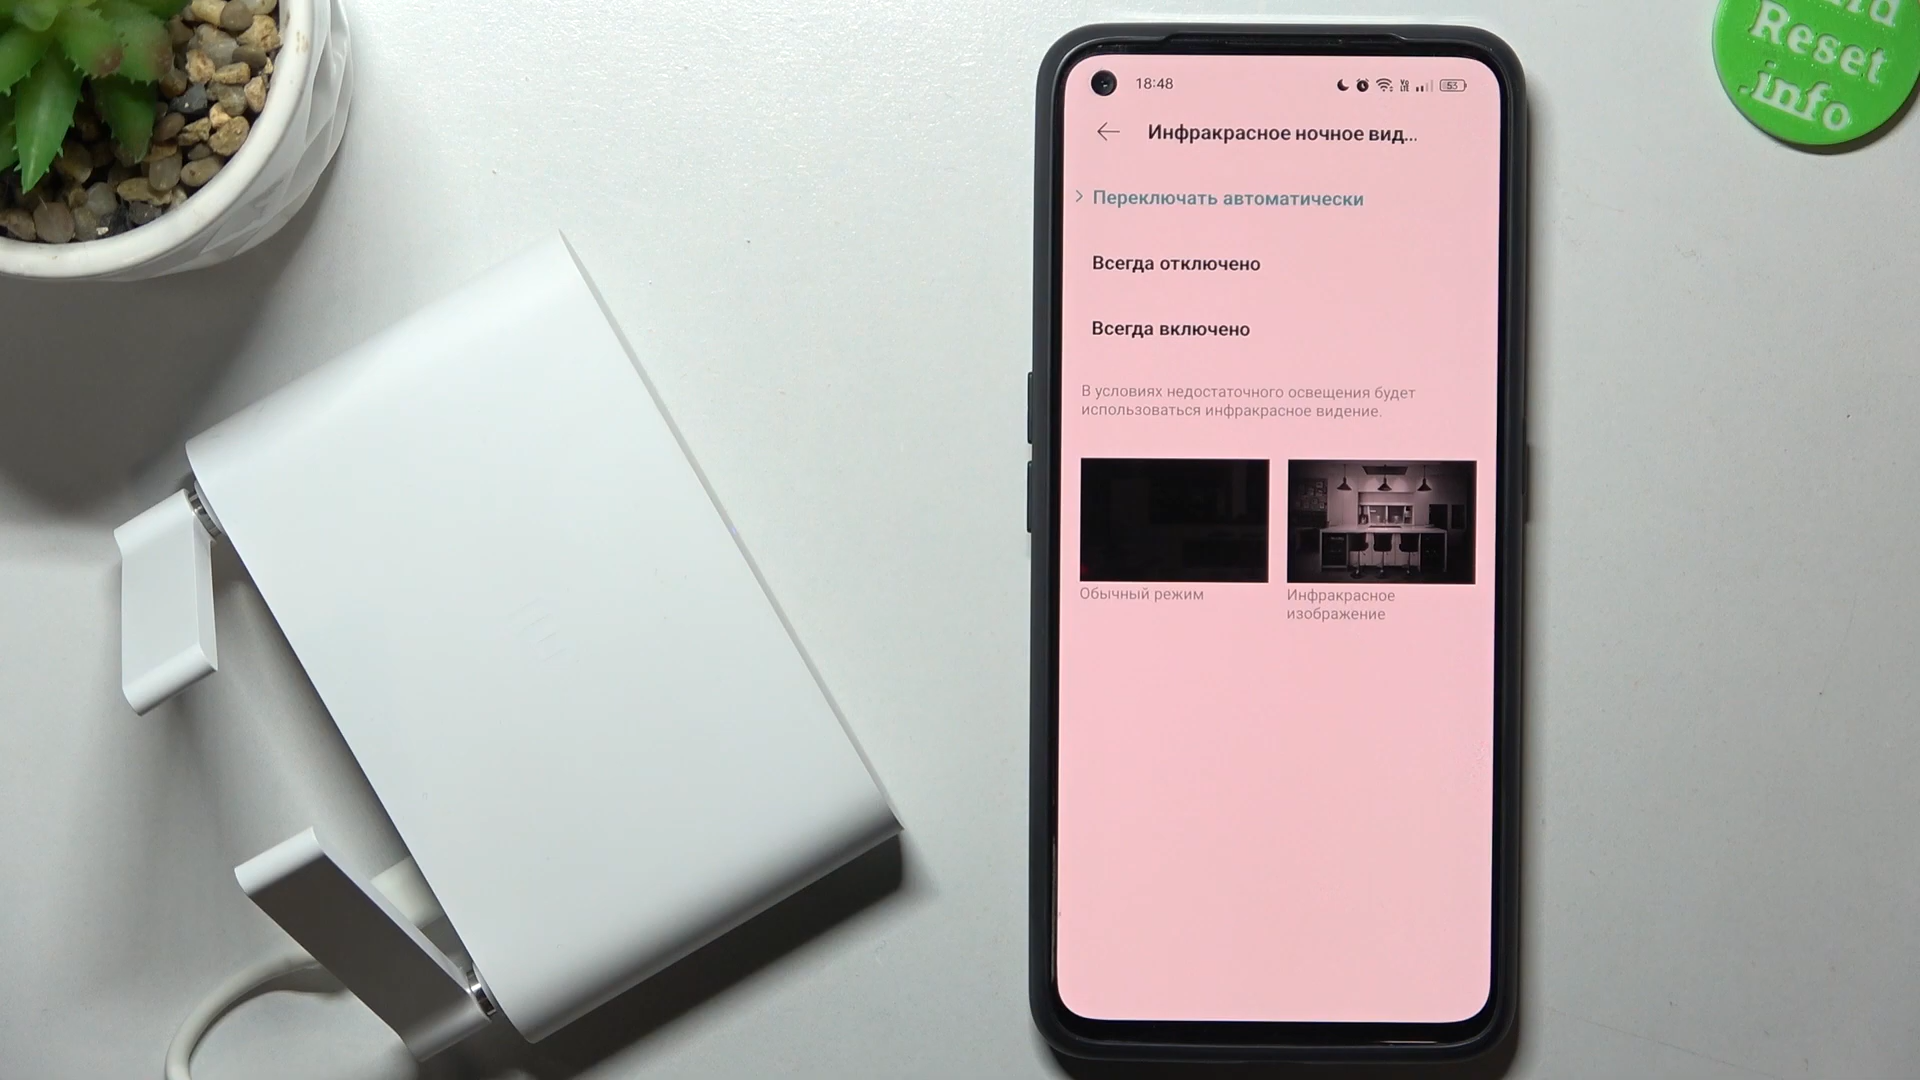 Reset
.info
18:48
53
Инфракрасное ночное вид...
Переключать автоматически
Всегда отключено
Всегда включено
В условиях недостаточного освещения будет
использоваться инфракрасное видение.
Обычный режим
Инфракрасное
изображение